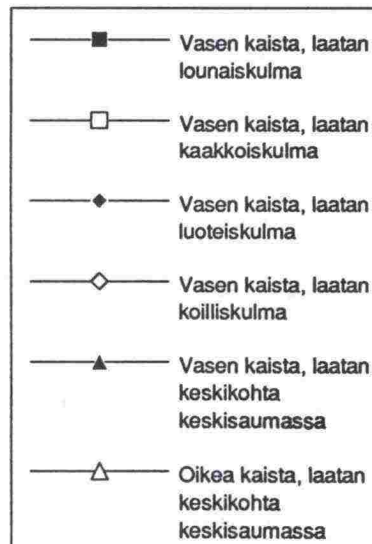 Vasen kaista, laatan
lounaiskulma
Vasen kaista, laatan
kaakkoiskulma
Vasen kaista, laatan
luoteiskulma
Vasen kaista, laatan
koilliskulma
Vasen kaista, laatan
keskikohta
keskisaumassa
Oikea kaista, laatan
keskikohta
keskisaumassa